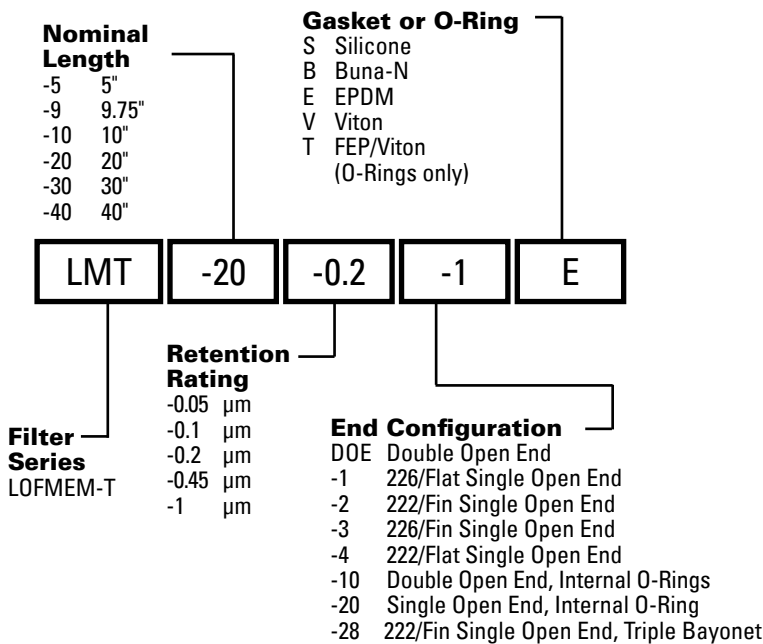 Nominal
Length
-5 5"
-9 9.75"
-10 10"
-20 20"
-30 30"
-40 40"
Gasket or O-Ring
S Silicone
B Buna-N
E EPDM
V Viton
T FEP/Viton
(O-Rings only)
LMT -20 -0.2 -1 E
Filter
Series
LOFMEM-T
Retention
Rating
-0.05 µm
-0.1 µm
-0.2 µm
-0.45 µm
-1 µm
End Configuration
DOE Double Open End
-1 226/Flat Single Open End
-2 222/Fin Single Open End
-3 226/Fin Single Open End
-4 222/Flat Single Open End
-10 Double Open End, Internal O-Rings
-20 Single Open End, Internal O-Ring
-28 222/Fin Single Open End, Triple Bayonet